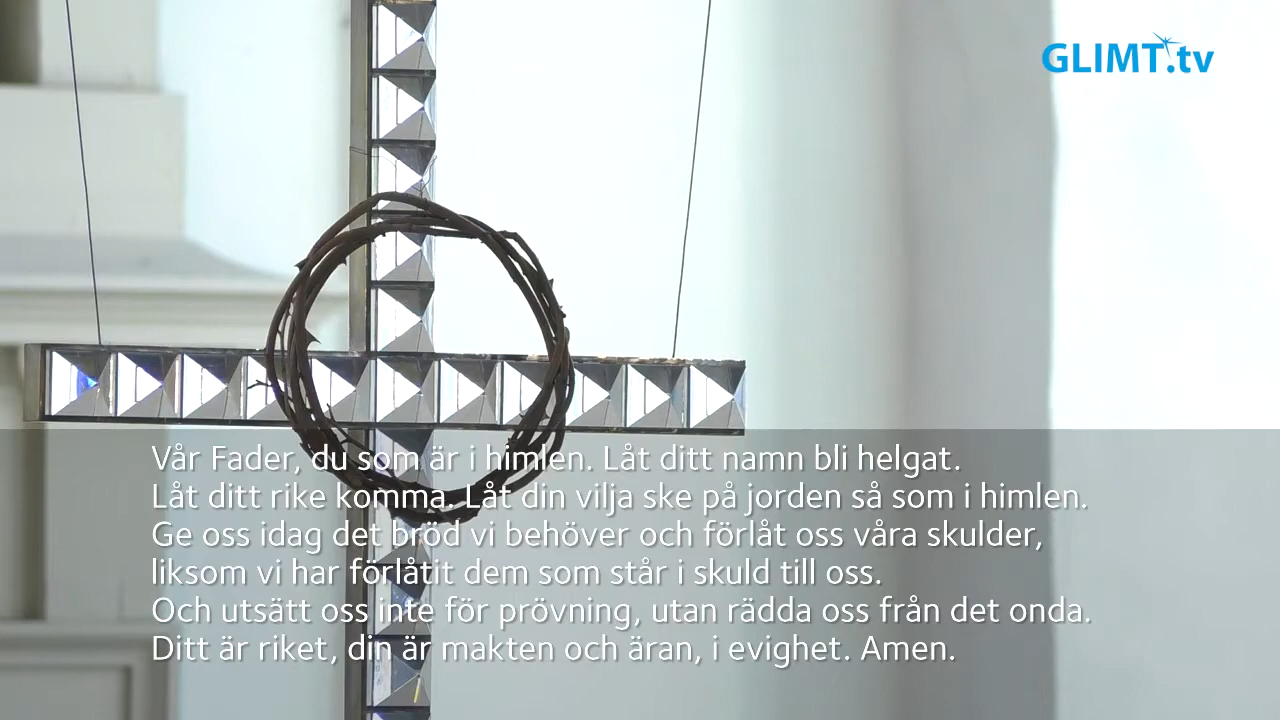 GLIMT.tv
Vår Fader, du som är i himlen. Låt ditt namn bli helgat.
Låt ditt rike komma. Låt din vilja ske på jorden så som i himlen.
Ge oss idag det bröd vi behöver och förlåt oss våra skulder,
liksom vi har förlåtit dem som står i skuld till oss.
Och utsätt oss inte för prövning, utan rädda oss från det onda.
Ditt är riket, din är makten och äran, i evighet. Amen.